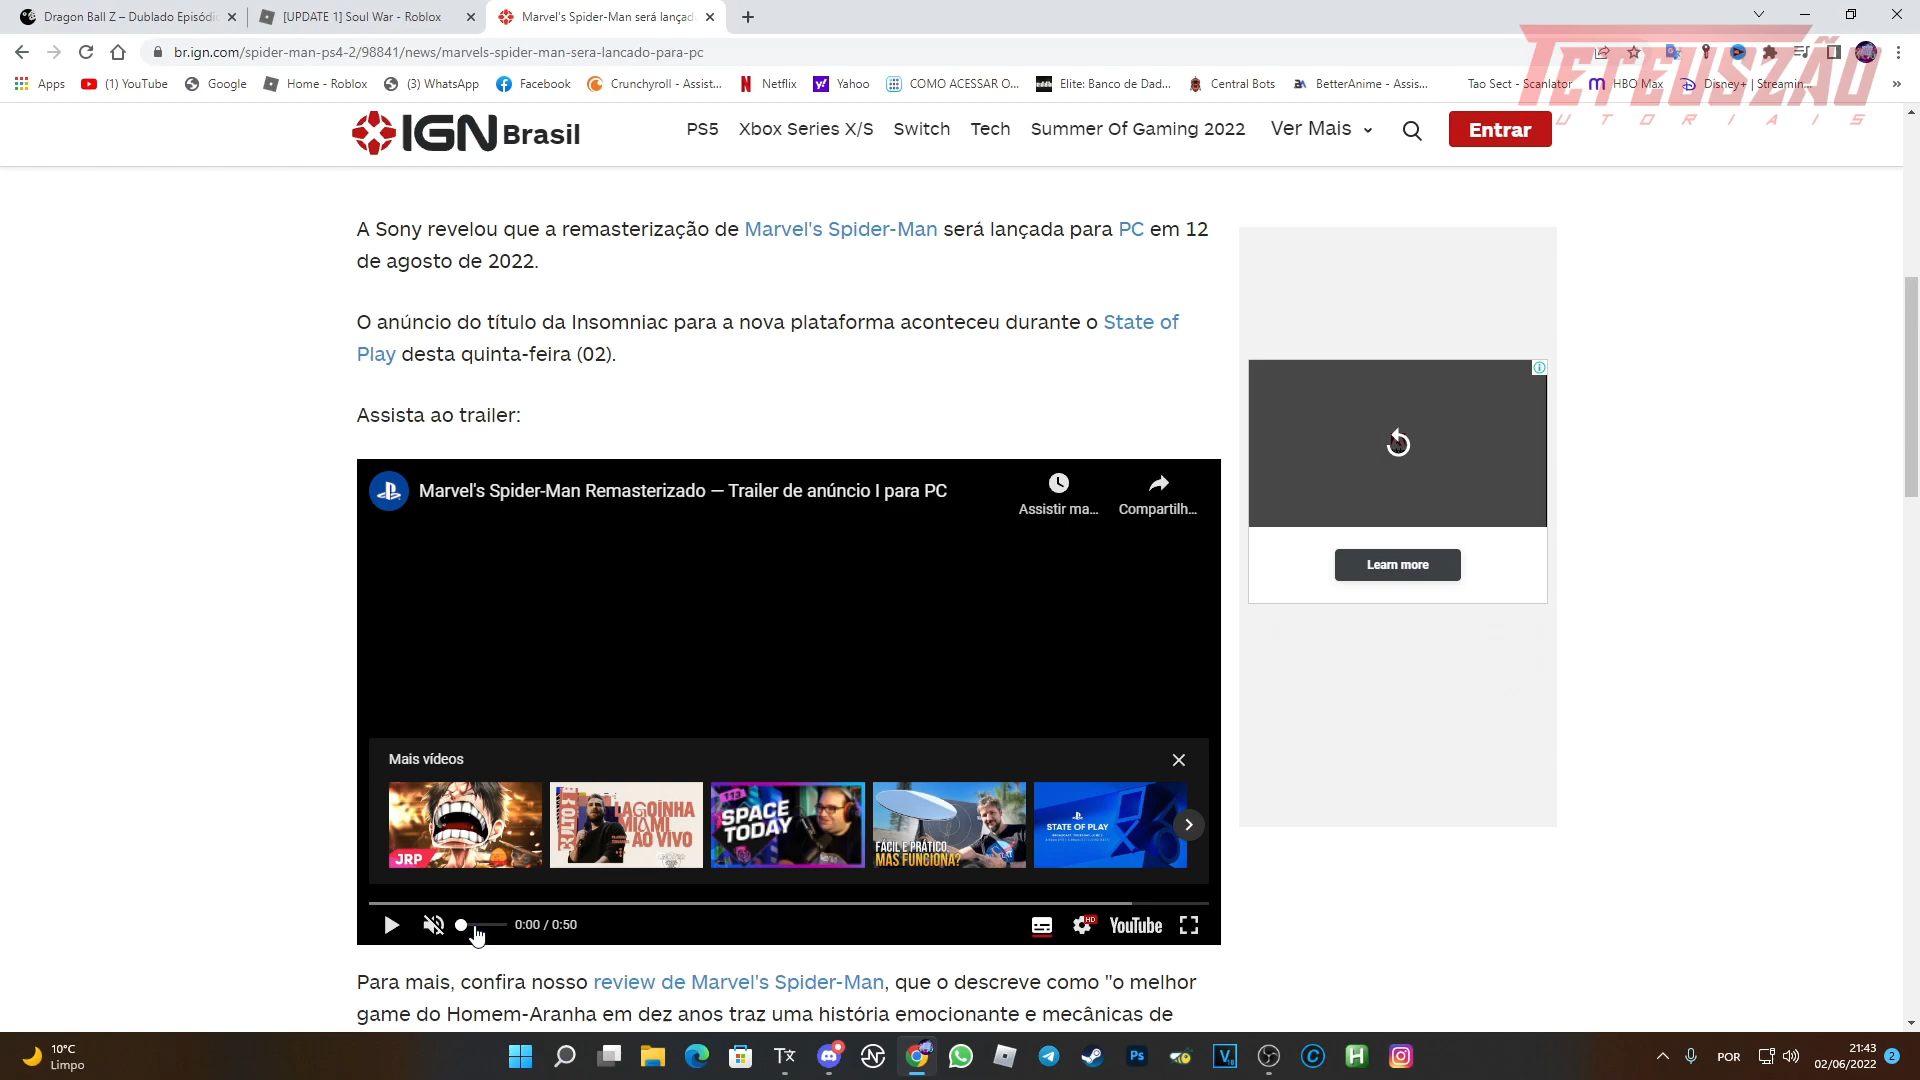 Dragon Ball Z – Dublado Episódi
[UPDATE 1] Soul War - Roblox
Marvel's Spider-Man será lançad
br.ign.com/spider-man-ps4-2/98841/news/marvels-spider-man-sera-lancado-para-pc
TETEUSZÃO
TUTORIAIS
Apps
(1) YouTube
Google
Home - Roblox
(3) WhatsApp
Facebook
Crunchyroll - Assist...
Netflix
Yahoo
COMO ACESSAR O...
Elite: Banco de Dad...
Central Bots
BetterAnime - Assis...
Tao Sect - Scanlator
HBO Max
Disney+ | Streamin...
IGN Brasil
PS5
Xbox Series X/S
Switch
Tech
Summer Of Gaming 2022
Ver Mais
Entrar
A Sony revelou que a remasterização de Marvel's Spider-Man será lançada para PC em 12
de agosto de 2022.
O anúncio do título da Insomniac para a nova plataforma aconteceu durante o State of
Play desta quinta-feira (02).
Assista ao trailer:
Marvel's Spider-Man Remasterizado — Trailer de anúncio I para PC
Assistir ma...
Compartilh...
Learn more
Mais vídeos
JRP
CULTO
LAGOINHA
MIAMI
AO VIVO
SPACE
TODAY
FÁCIL E PRÁTICO,
MAS FUNCIONA?
STATE OF PLAY
0:00 / 0:50
HD
YouTube
Para mais, confira nosso review de Marvel's Spider-Man, que o descreve como "o melhor
game do Homem-Aranha em dez anos traz uma história emocionante e mecânicas de
10°C
Limpo
Ps
POR
21:43
02/06/2022
2